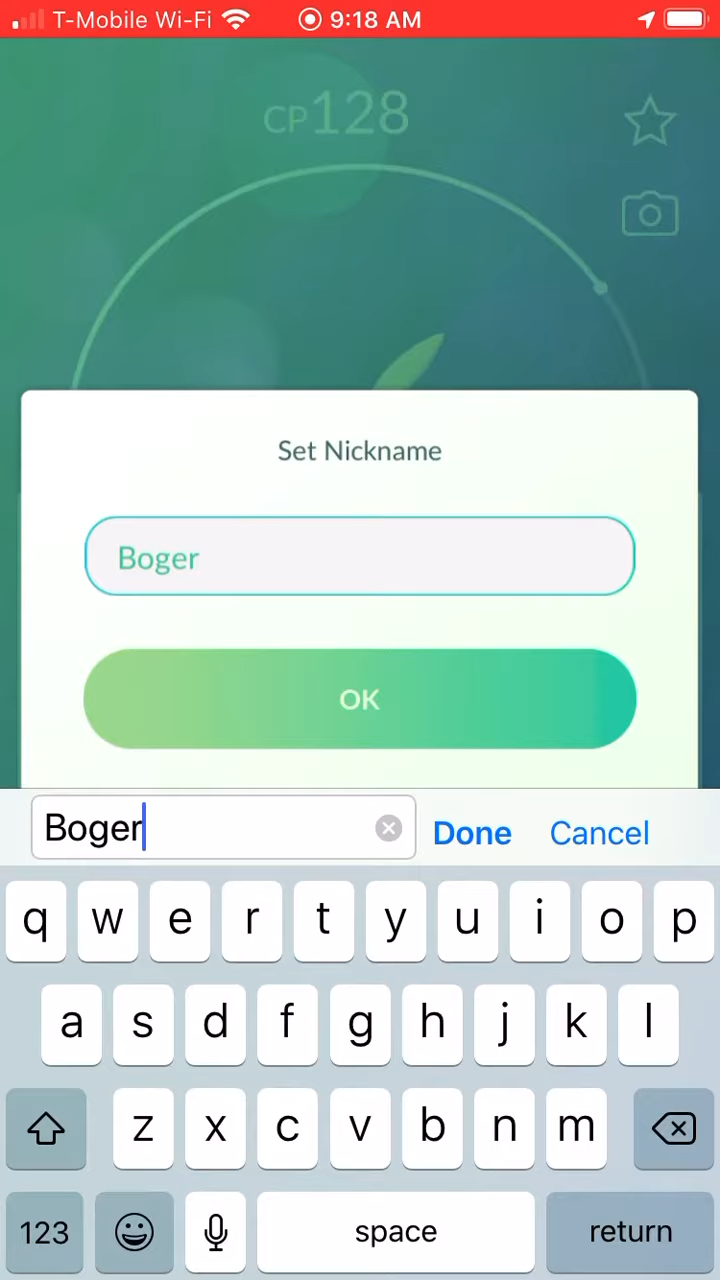 T-Mobile Wi-Fi 9:18 AM
CP128
Set Nickname
Boger
OK
Boger Done Cancel
q w e r t y u i o p
a s d f g h j k l
z x c v b n m
123 space return